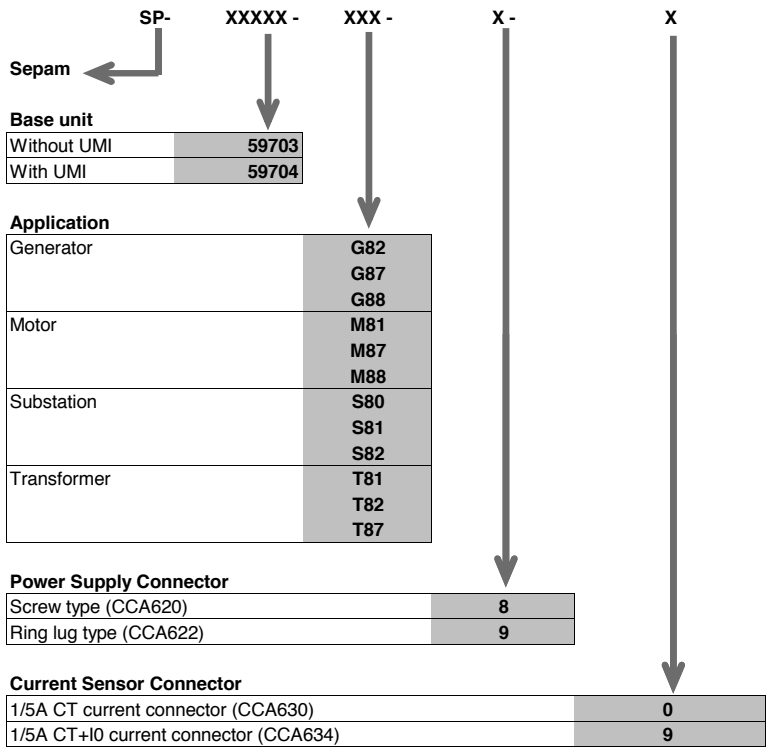 SP- XXXXX - XXX - X - X
Sepam
Base unit
Without UMI 59703
With UMI 59704
Application
Generator G82
G87
G88
Motor M81
M87
M88
Substation S80
S81
S82
Transformer T81
T82
T87
Power Supply Connector
Screw type (CCA620) 8
Ring lug type (CCA622) 9
Current Sensor Connector
1/5A CT current connector (CCA630) 0
1/5A CT+I0 current connector (CCA634) 9